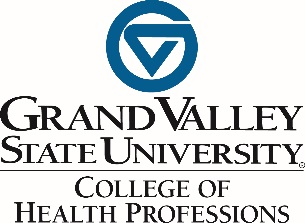 GRAND VALLEY
STATE UNIVERSITY®
COLLEGE OF
HEALTH PROFESSIONS